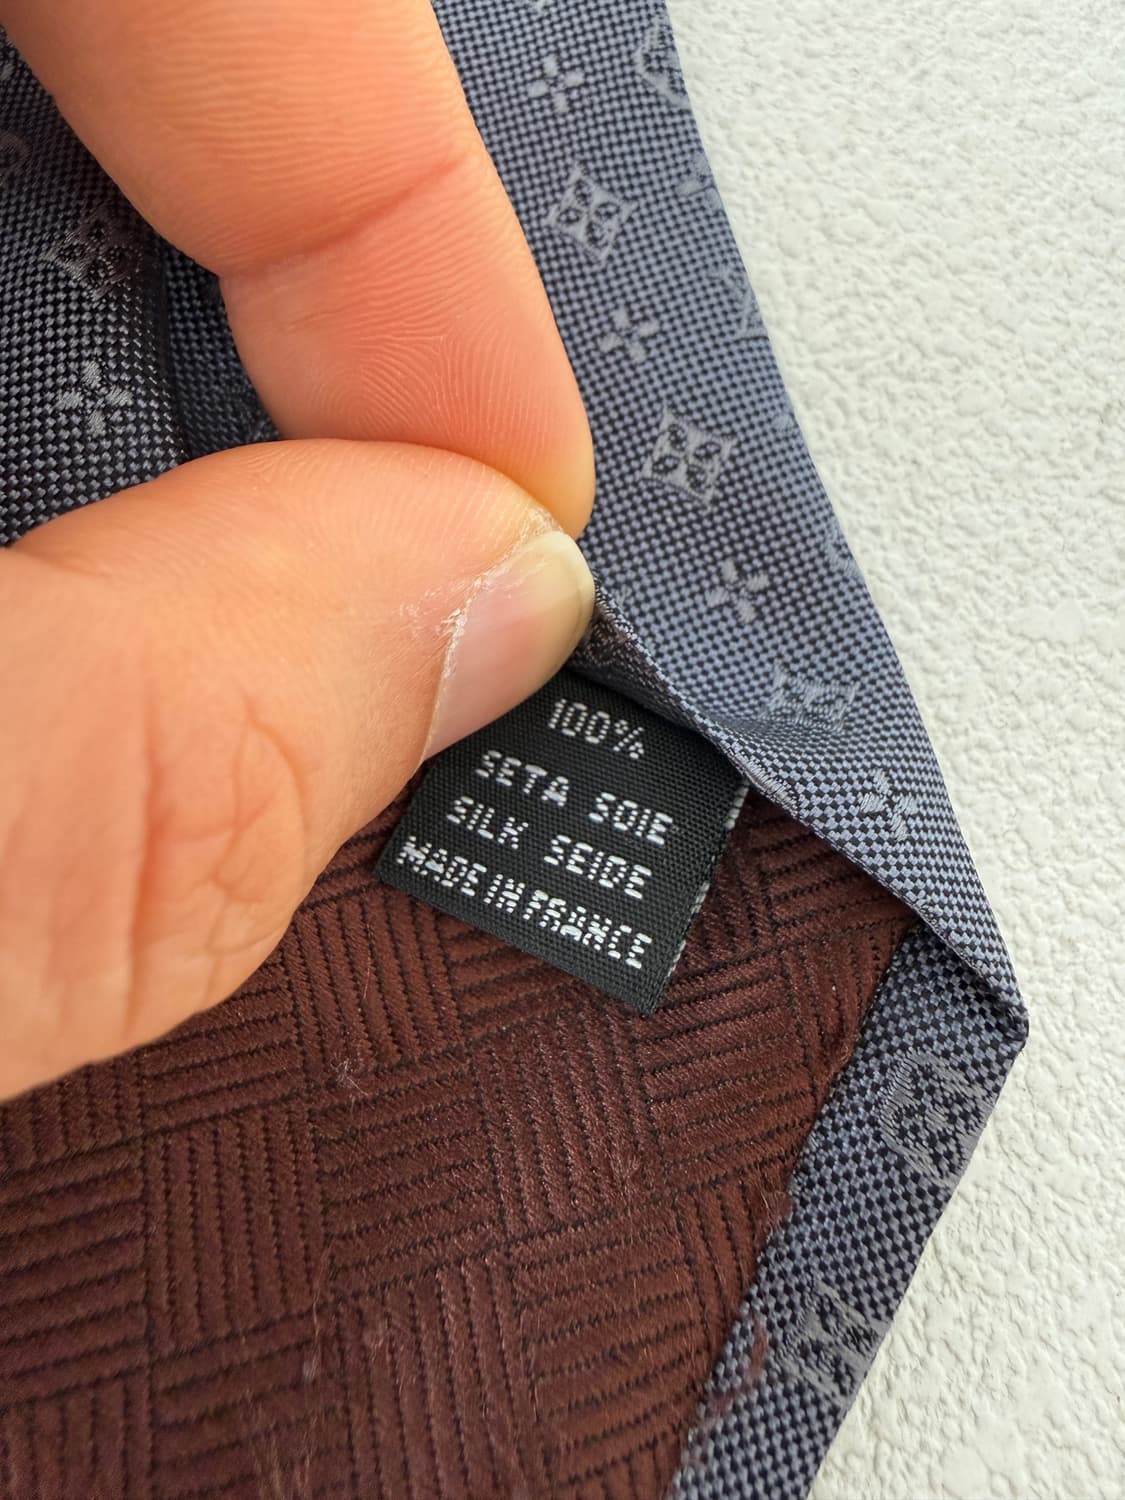 100%
SETA SOIE
SILK SEIDE
MADE IN FRANCE